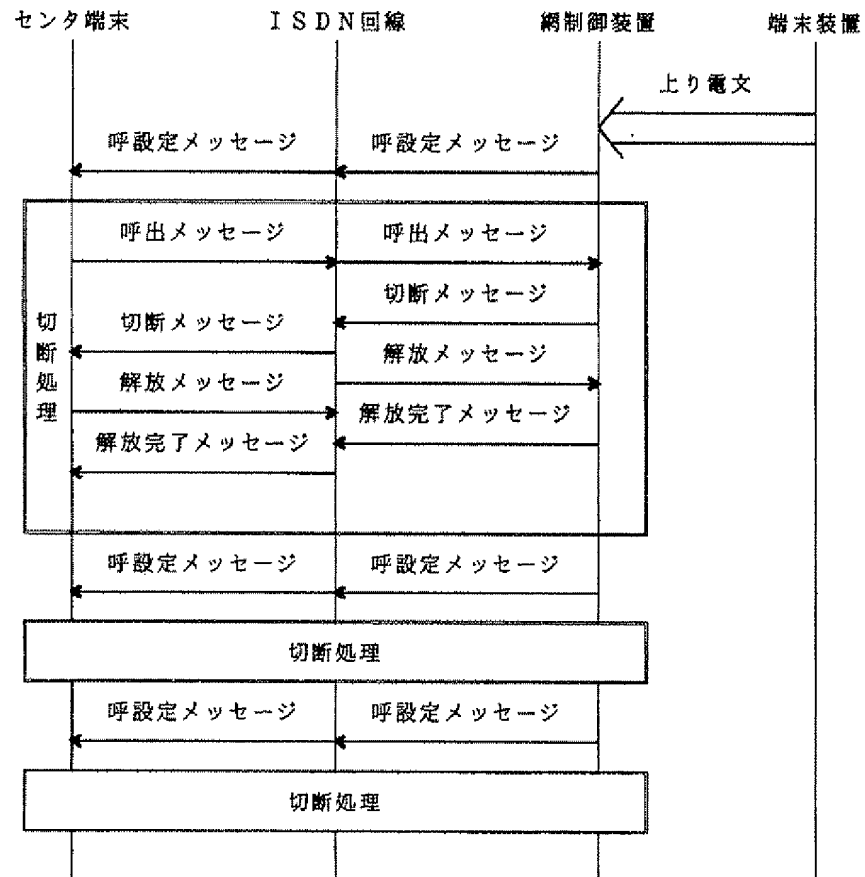 センタ端末 ＩＳＤＮ回線 網制御装置 端末装置
上り電文
呼設定メッセージ 呼設定メッセージ
呼出メッセージ 呼出メッセージ
切断メッセージ
切断メッセージ
解放メッセージ
解放メッセージ
解放完了メッセージ
解放完了メッセージ
切断処理
呼設定メッセージ 呼設定メッセージ
切断処理
呼設定メッセージ 呼設定メッセージ
切断処理